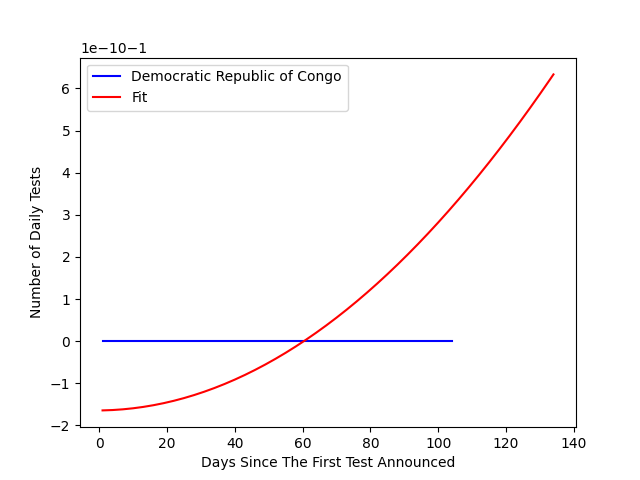 1e−10−1
Democratic Republic of Congo
Fit
6
5
4
3
2
1
0
−1
−2
Number of Daily Tests
0 20 40 60 80 100 120 140
Days Since The First Test Announced